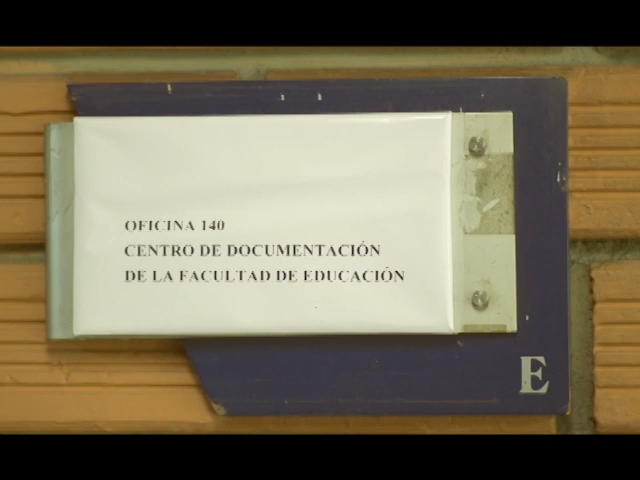 OFICINA 140
CENTRO DE DOCUMENTACIÓN
DE LA FACULTAD DE EDUCACIÓN
E